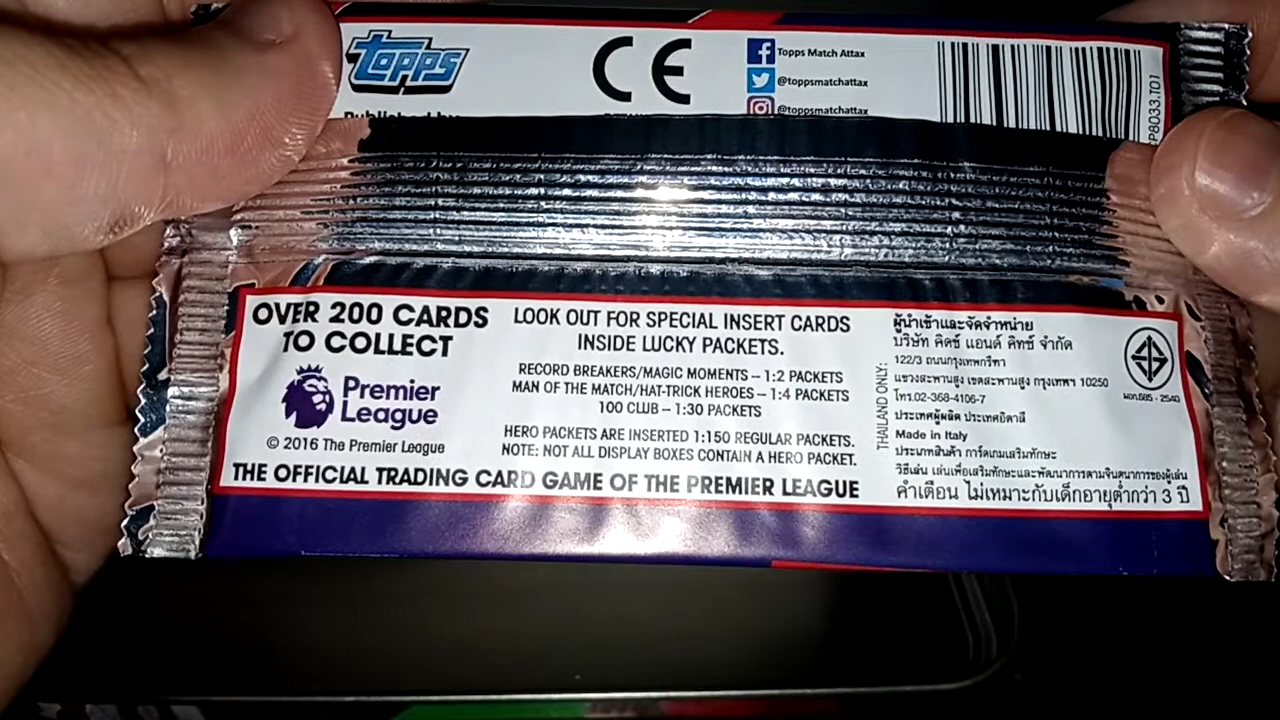 topps
CE
Topps Match Attax
@toppsmatchattax
@toppsmatchattax
Published by
P8033.T01
OVER 200 CARDS
TO COLLECT
Premier
League
© 2016 The Premier League
LOOK OUT FOR SPECIAL INSERT CARDS
INSIDE LUCKY PACKETS.
RECORD BREAKERS/MAGIC MOMENTS – 1:2 PACKETS
MAN OF THE MATCH/HAT-TRICK HEROES – 1:4 PACKETS
100 CLUB – 1:30 PACKETS
HERO PACKETS ARE INSERTED 1:150 REGULAR PACKETS.
NOTE: NOT ALL DISPLAY BOXES CONTAIN A HERO PACKET.
THE OFFICIAL TRADING CARD GAME OF THE PREMIER LEAGUE
THAILAND ONLY:
ผู้นำเข้าและจัดจำหน่าย
บริษัท คิดซ์ แอนด์ คิทซ์ จำกัด
122/3 ถนนกรุงเทพกรีฑา
แขวงสะพานสูง เขตสะพานสูง กรุงเทพฯ 10250
โทร.02-368-4106-7
ประเทศผู้ผลิต ประเทศอิตาลี
Made in Italy
ประเภทสินค้า การ์ดเกมเสริมทักษะ
วิธีเล่น เล่นเพื่อเสริมทักษะและพัฒนาการตามจินตนาการของผู้เล่น
คำเตือน ไม่เหมาะกับเด็กอายุต่ำกว่า 3 ปี
มอก.685 - 2540